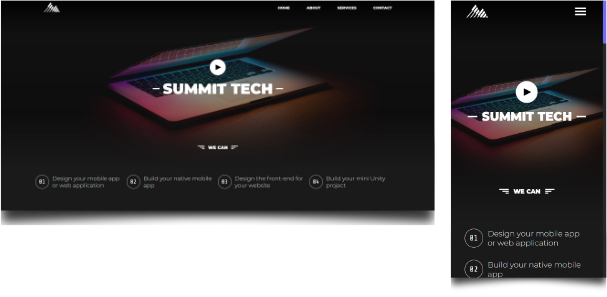 HOME ABOUT SERVICES CONTACT
– SUMMIT TECH –
WE CAN
01 Design your mobile app
or web application
02 Build your native mobile
app
03 Design the front-end for
your website
04 Build your mini Unity
project
– SUMMIT TECH –
WE CAN
01 Design your mobile app
or web application
02 Build your native mobile
app